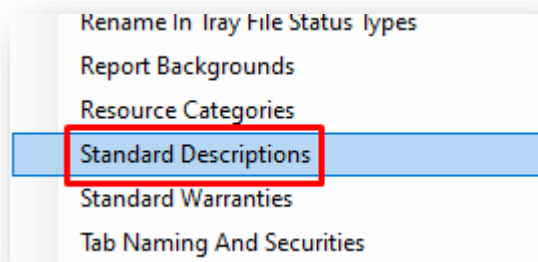 Rename In Tray File Status Types
Report Backgrounds
Resource Categories
Standard Descriptions
Standard Warranties
Tab Naming And Securities